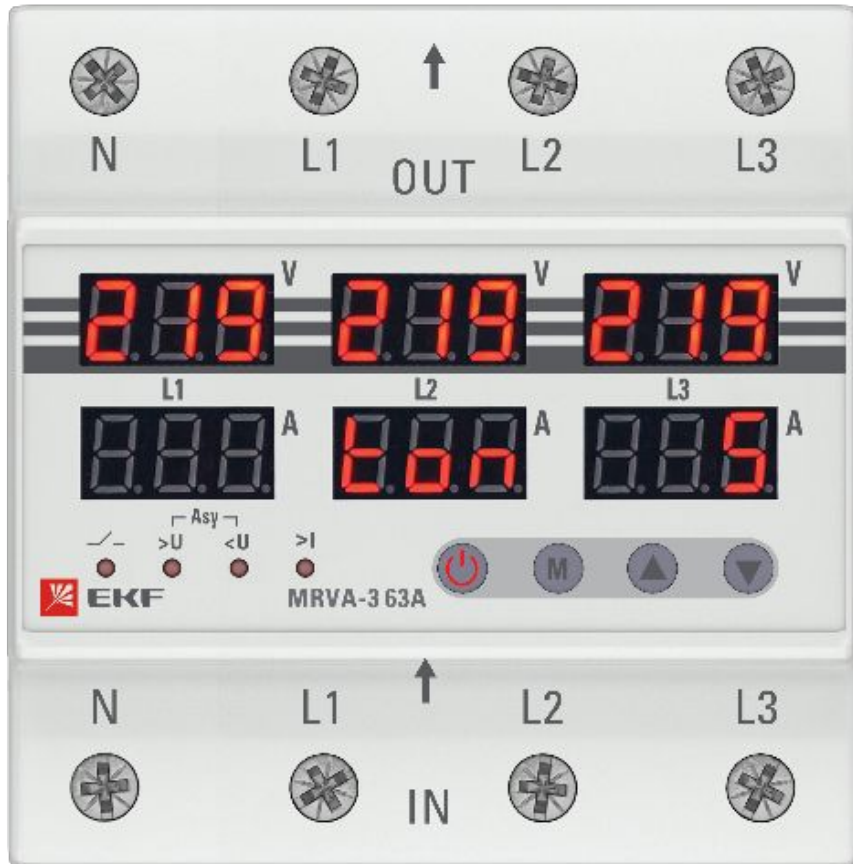 N L1 L2 L3
OUT
V V V
219 219 219
L1 L2 L3
A A A
ton 5
Asy
>U <U >I
M
EKF MRVA-3 63A
N L1 L2 L3
IN